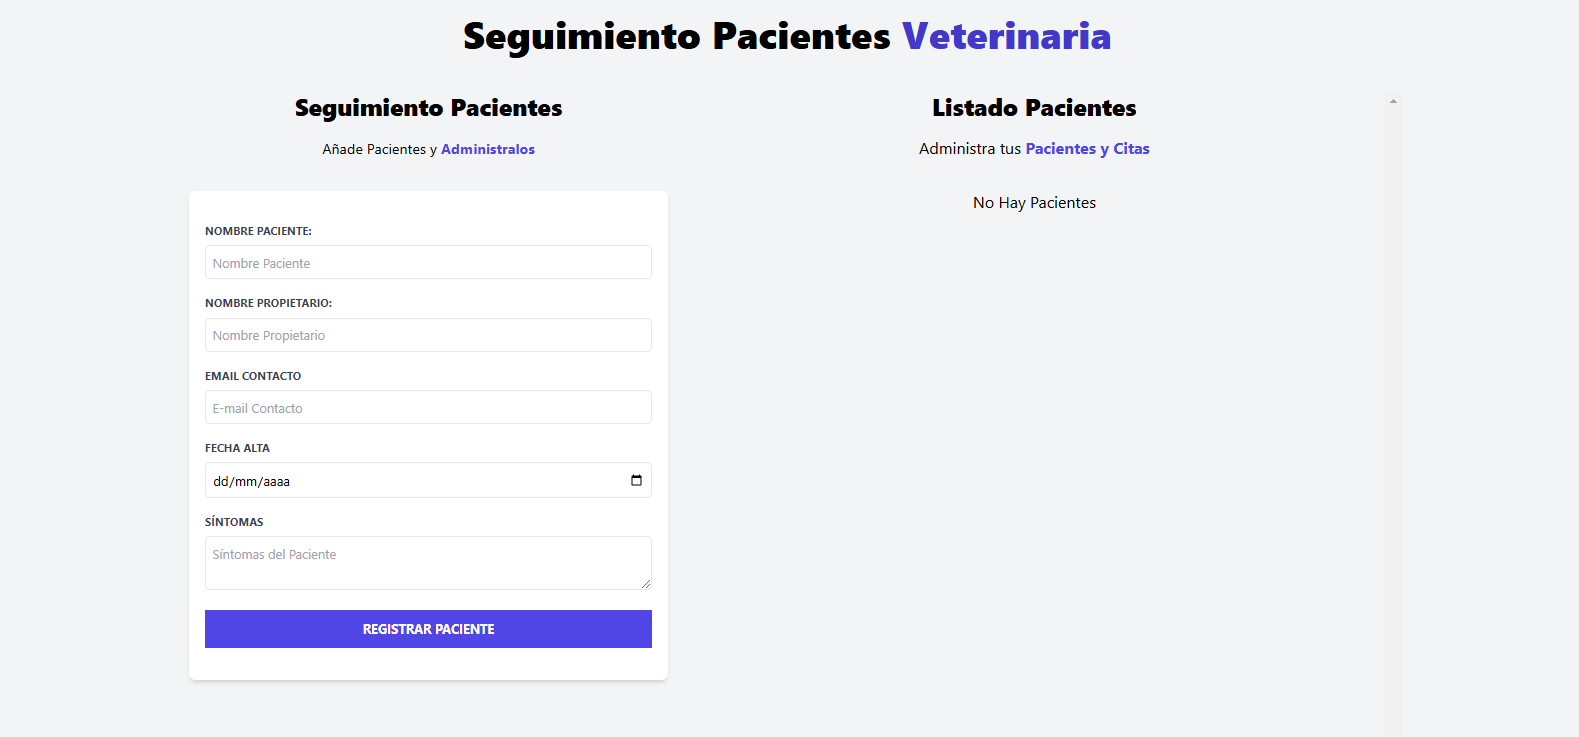 Seguimiento Pacientes Veterinaria
Seguimiento Pacientes
Añade Pacientes y Administralos
NOMBRE PACIENTE:
Nombre Paciente
NOMBRE PROPIETARIO:
Nombre Propietario
EMAIL CONTACTO
E-mail Contacto
FECHA ALTA
dd/mm/aaaa
SÍNTOMAS
Síntomas del Paciente
REGISTRAR PACIENTE
Listado Pacientes
Administra tus Pacientes y Citas
No Hay Pacientes